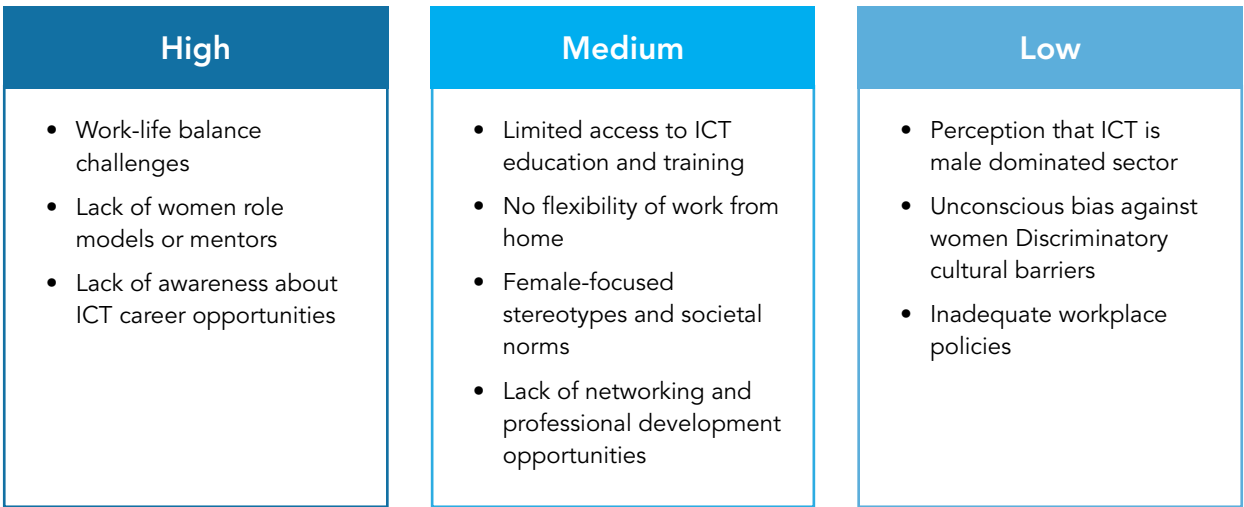 High
• Work-life balance
challenges
• Lack of women role
models or mentors
• Lack of awareness about
ICT career opportunities
Medium
• Limited access to ICT
education and training
• No flexibility of work from
home
• Female-focused
stereotypes and societal
norms
• Lack of networking and
professional development
opportunities
Low
• Perception that ICT is
male dominated sector
• Unconscious bias against
women Discriminatory
cultural barriers
• Inadequate workplace
policies